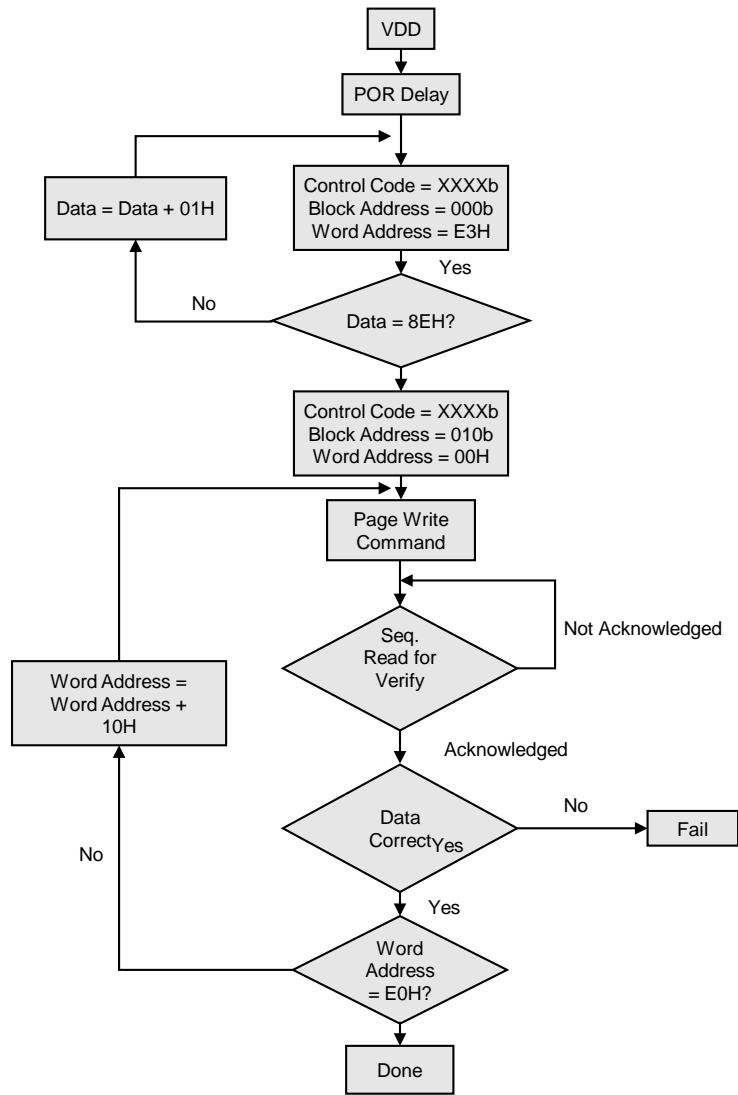 VDD
POR Delay
Data = Data + 01H
Control Code = XXXXb
Block Address = 000b
Word Address = E3H
Yes
No
Data = 8EH?
Control Code = XXXXb
Block Address = 010b
Word Address = 00H
Page Write
Command
Seq.
Read for
Verify
Not Acknowledged
Word Address =
Word Address +
10H
Acknowledged
Data
Correct
Yes
No
Fail
No
Yes
Word
Address
= E0H?
Done